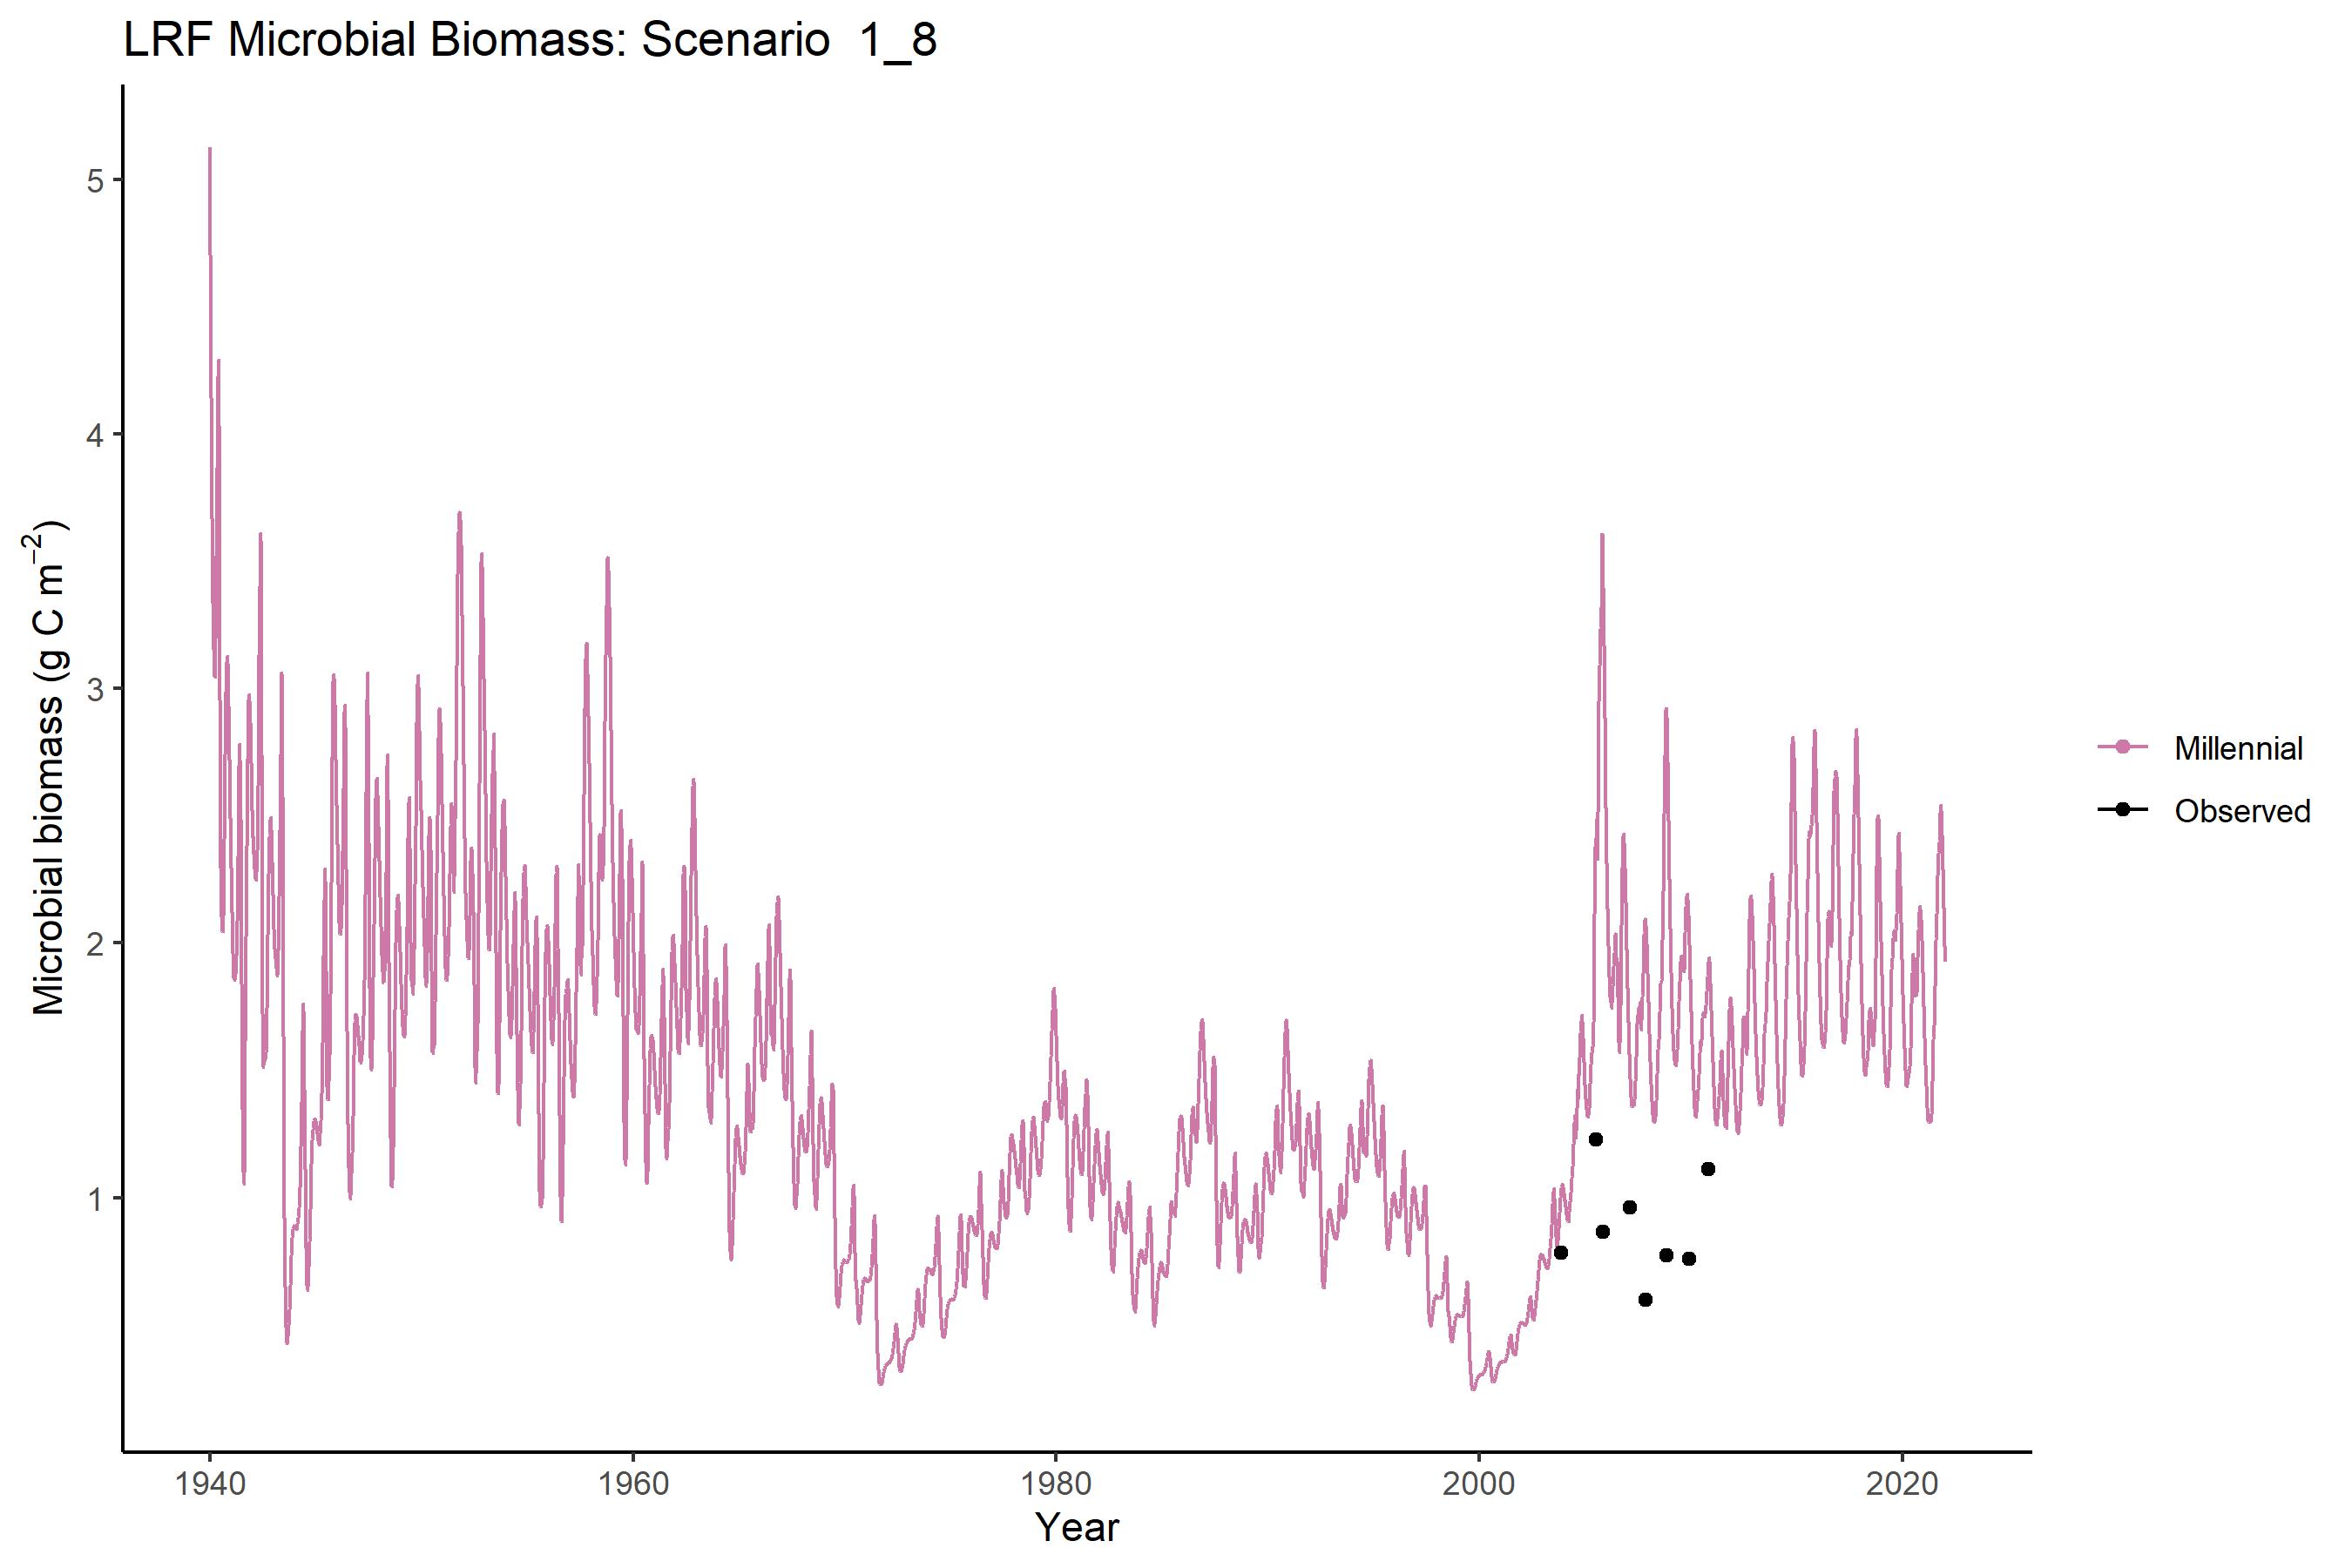 LRF Microbial Biomass: Scenario  1_8
Microbial biomass (g C m⁻²)
5
4
3
2
1
1940
1960
1980
2000
2020
Year
Millennial
Observed